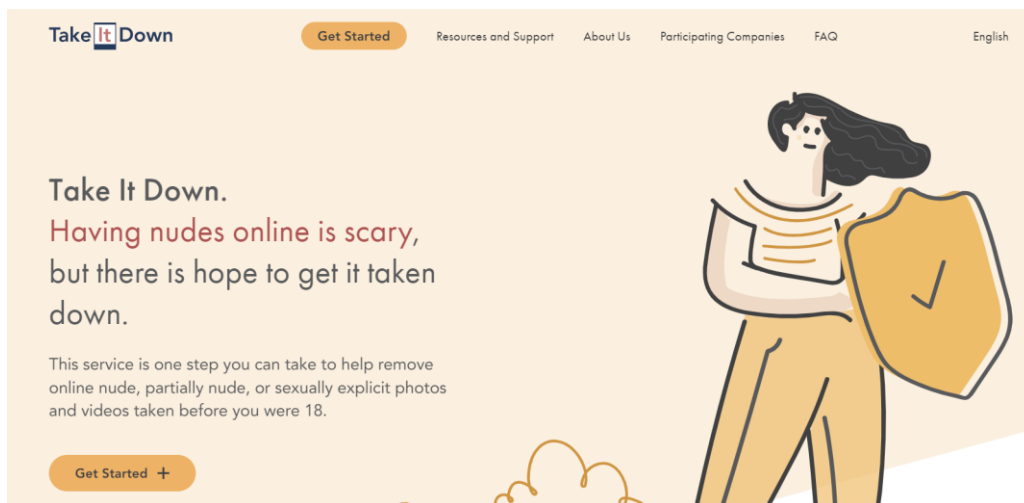 Take It Down
Get Started
Resources and Support
About Us
Participating Companies
FAQ
English
Take It Down.
Having nudes online is scary,
but there is hope to get it taken
down.
This service is one step you can take to help remove
online nude, partially nude, or sexually explicit photos
and videos taken before you were 18.
Get Started +